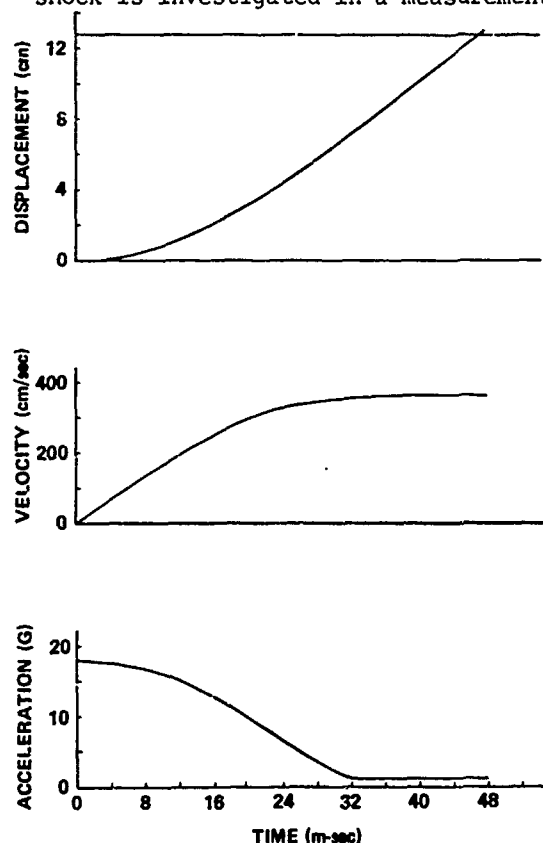 shock is investigated in a measurement
DISPLACEMENT (cm)
12
8
4
0
VELOCITY (cm/sec)
400
200
0
ACCELERATION (G)
20
10
0
0 8 16 24 32 40 48
TIME (m-sec)